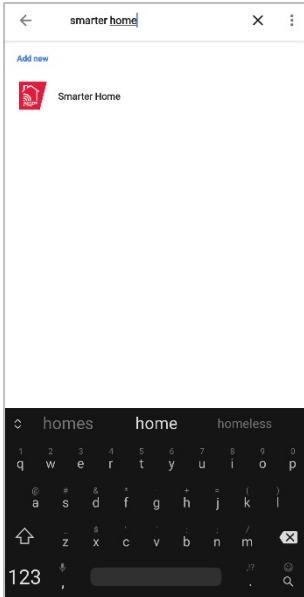 smarter home
Add new
Smarter Home
homes home homeless
1 2 3 4 5 6 7 8 9 0
q w e r t y u i o p
@ # & * - + = ( )
a s d f g h j k l
_ $ " ' : ; /
z x c v b n m
123 , . ,!?